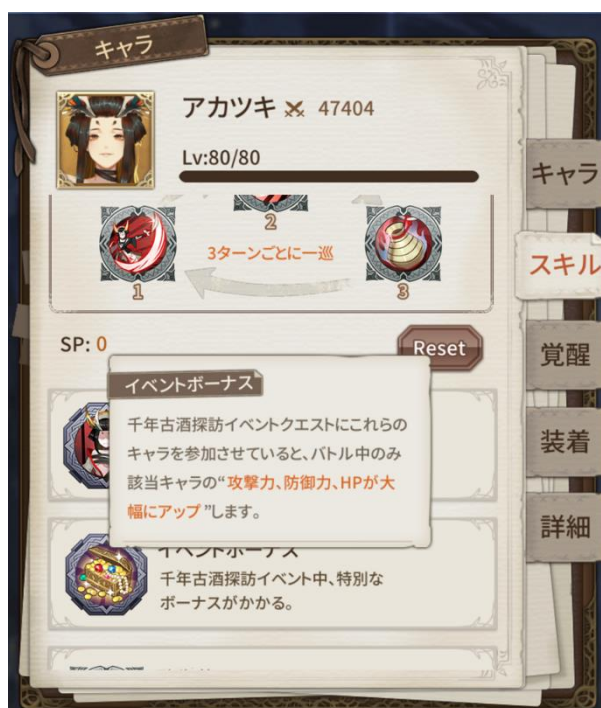 キャラ
アカツキ 47404
Lv:80/80
キャラ
2
3ターンごとに一巡
1
3
スキル
SP: 0
Reset
覚醒
イベントボーナス
千年古酒探訪イベントクエストにこれらの
キャラを参加させていると、バトル中のみ
該当キャラの“攻撃力、防御力、HPが大
幅にアップ”します。
装着
イベントボーナス
千年古酒探訪イベント中、特別な
ボーナスがかかる。
詳細